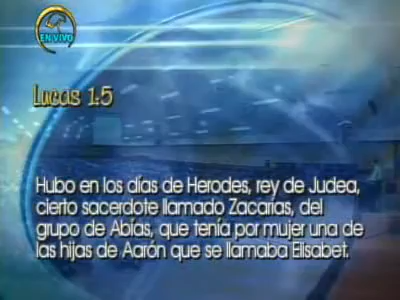 EN VIVO
Lucas 1:5
Hubo en los días de Herodes, rey de Judea,
cierto sacerdote llamado Zacarías, del
grupo de Abías, que tenía por mujer una de
las hijas de Aarón que se llamaba Elisabet.